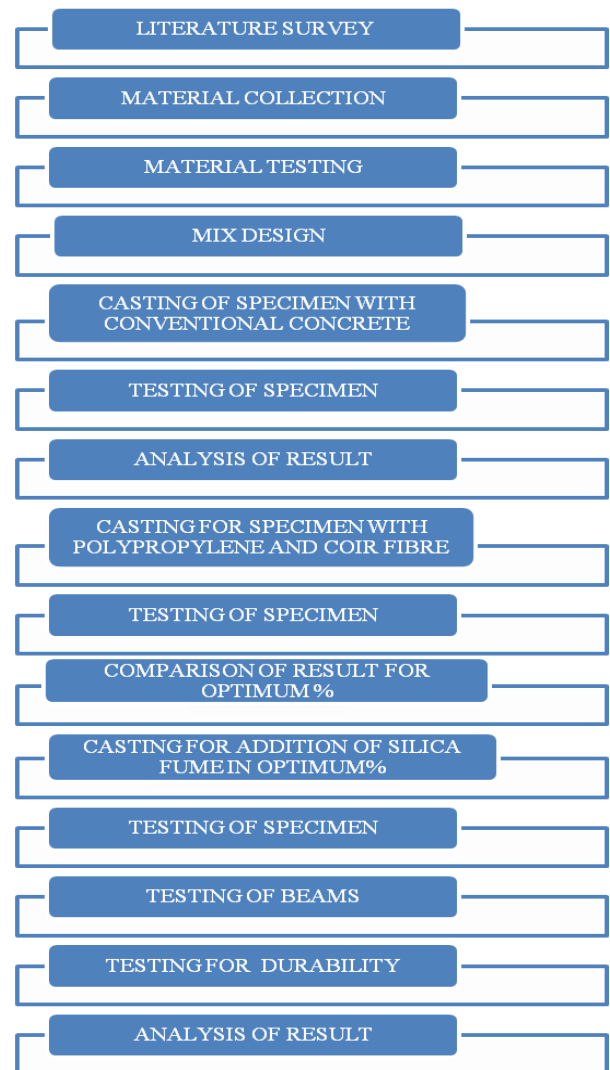 LITERATURE SURVEY
MATERIAL COLLECTION
MATERIAL TESTING
MIX DESIGN
CASTING OF SPECIMEN WITH
CONVENTIONAL CONCRETE
TESTING OF SPECIMEN
ANALYSIS OF RESULT
CASTING FOR SPECIMEN WITH
POLYPROPYLENE AND COIR FIBRE
TESTING OF SPECIMEN
COMPARISON OF RESULT FOR
OPTIMUM %
CASTING FOR ADDITION OF SILICA
FUME IN OPTIMUM%
TESTING OF SPECIMEN
TESTING OF BEAMS
TESTING FOR DURABILITY
ANALYSIS OF RESULT